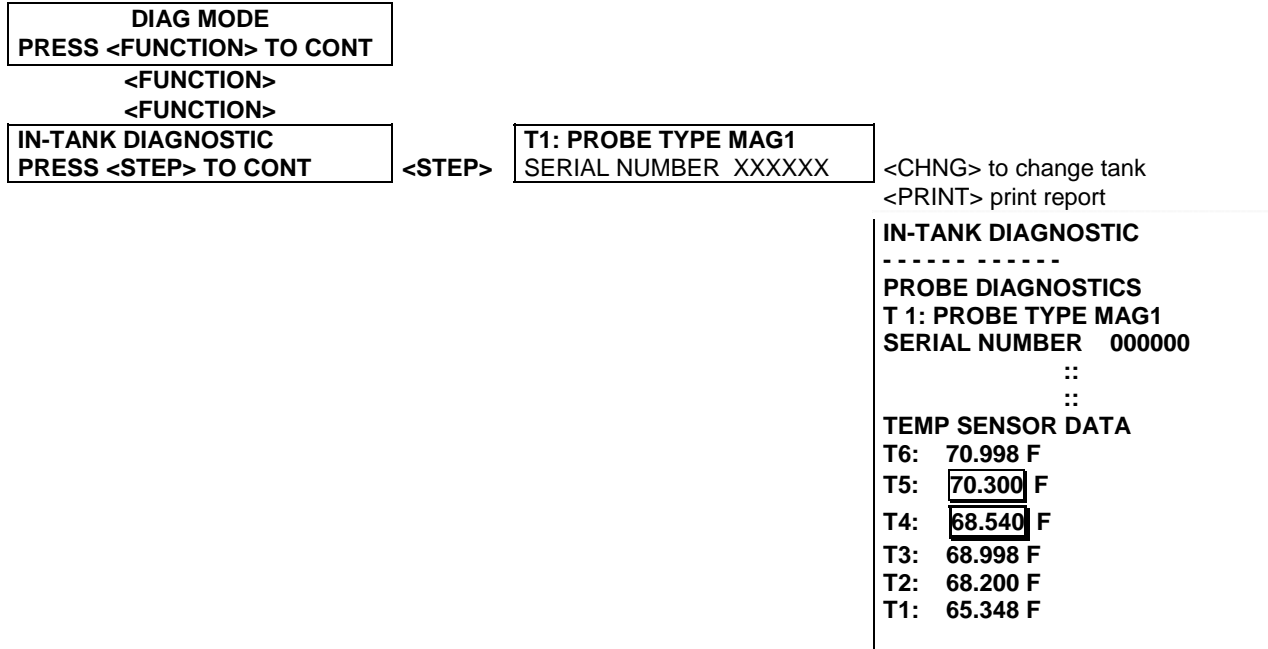 DIAG MODE
PRESS <FUNCTION> TO CONT
<FUNCTION>
<FUNCTION>
IN-TANK DIAGNOSTIC
PRESS <STEP> TO CONT
<STEP>
T1: PROBE TYPE MAG1
SERIAL NUMBER XXXXXX
<CHNG> to change tank
<PRINT> print report
IN-TANK DIAGNOSTIC
- - - - - - - - - - - -
PROBE DIAGNOSTICS
T 1: PROBE TYPE MAG1
SERIAL NUMBER 000000
::
::
TEMP SENSOR DATA
T6: 70.998 F
T5: 70.300 F
T4: 68.540 F
T3: 68.998 F
T2: 68.200 F
T1: 65.348 F